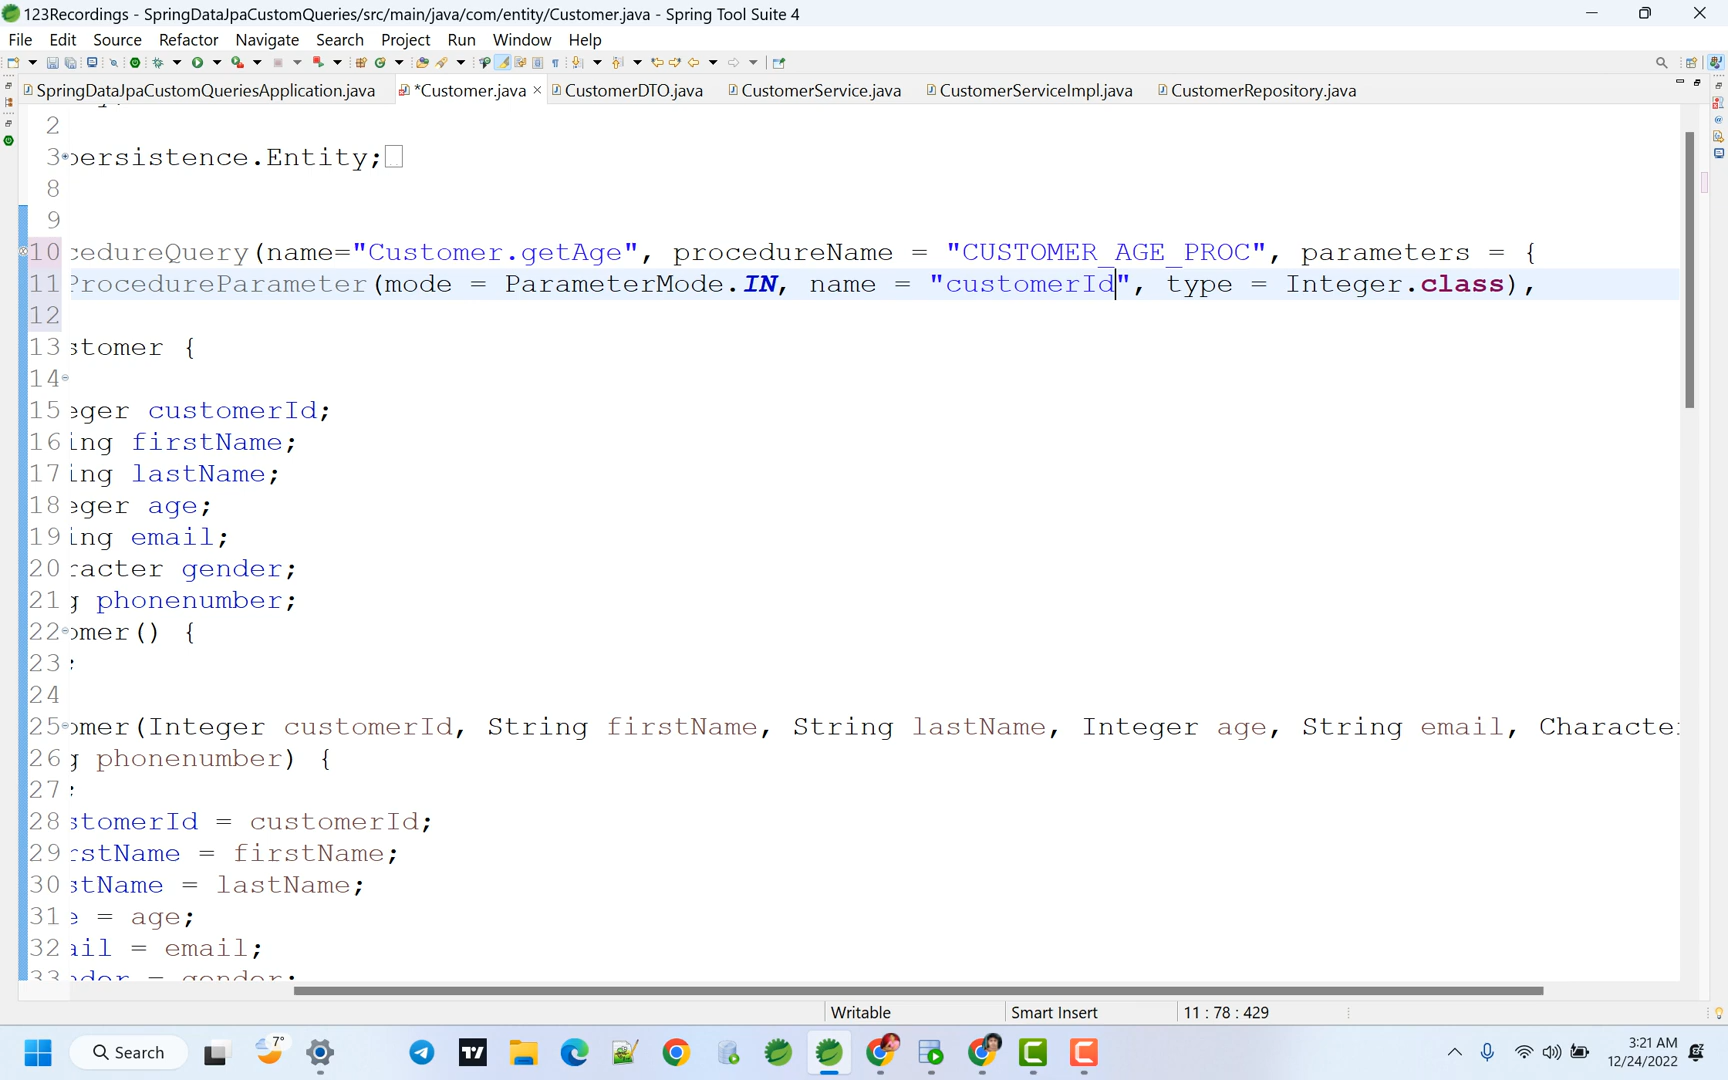 123Recordings - SpringDataJpaCustomQueries/src/main/java/com/entity/Customer.java - Spring Tool Suite 4
File Edit Source Refactor Navigate Search Project Run Window Help
SpringDataJpaCustomQueriesApplication.java *Customer.java CustomerDTO.java CustomerService.java CustomerServiceImpl.java CustomerRepository.java
2
3 persistence.Entity;
8
9
10 cedureQuery(name="Customer.getAge", procedureName = "CUSTOMER_AGE_PROC", parameters = {
11 ProcedureParameter(mode = ParameterMode.IN, name = "customerId", type = Integer.class),
12
13 stomer {
14
15 eger customerId;
16 ing firstName;
17 ing lastName;
18 eger age;
19 ing email;
20 racter gender;
21 g phonenumber;
22 omer() {
23 ;
24
25 omer(Integer customerId, String firstName, String lastName, Integer age, String email, Character
26 g phonenumber) {
27 ;
28 stomerId = customerId;
29 rstName = firstName;
30 stName = lastName;
31 e = age;
32 ail = email;
33 nder = gender;
Writable Smart Insert 11 : 78 : 429
7°
Search
3:21 AM
12/24/2022